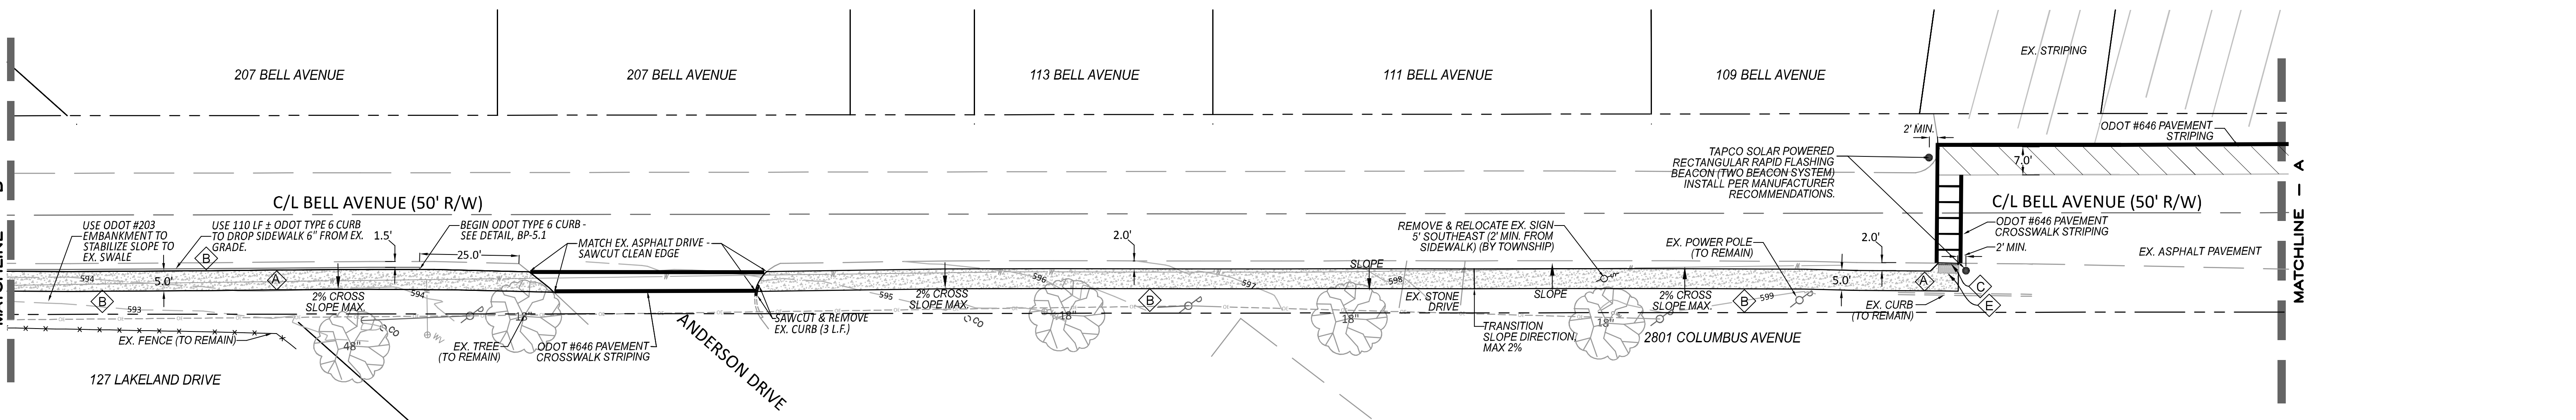 207 BELL AVENUE
207 BELL AVENUE
113 BELL AVENUE
111 BELL AVENUE
109 BELL AVENUE
EX. STRIPING
ODOT #646 PAVEMENT
STRIPING
2' MIN.
7.0'
TAPCO SOLAR POWERED
RECTANGULAR RAPID FLASHING
BEACON (TWO BEACON SYSTEM)
INSTALL PER MANUFACTURER
RECOMMENDATIONS.
MATCHLINE - A
C/L BELL AVENUE (50' R/W)
C/L BELL AVENUE (50' R/W)
USE ODOT #203
EMBANKMENT TO
STABILIZE SLOPE TO
EX. SWALE
USE 110 LF ± ODOT TYPE 6 CURB
TO DROP SIDEWALK 6" FROM EX.
GRADE.
B
1.5'
BEGIN ODOT TYPE 6 CURB -
SEE DETAIL, BP-5.1
25.0'
MATCH EX. ASPHALT DRIVE -
SAWCUT CLEAN EDGE
2.0'
REMOVE & RELOCATE EX. SIGN
5' SOUTHEAST (2' MIN. FROM
SIDEWALK) (BY TOWNSHIP)
EX. POWER POLE
(TO REMAIN)
2.0'
ODOT #646 PAVEMENT
CROSSWALK STRIPING
2' MIN.
EX. ASPHALT PAVEMENT
594
5.0'
A
594
2% CROSS
SLOPE MAX.
B
593
595
2% CROSS
SLOPE MAX.
596
B
597
SLOPE
598
EX. STONE
DRIVE
SLOPE
2% CROSS
SLOPE MAX.
B
599
5.0'
A
C
E
EX. CURB
(TO REMAIN)
CO
WV
18"
SAWCUT & REMOVE
EX. CURB (3 L.F.)
CO
18"
18"
18"
TRANSITION
SLOPE DIRECTION,
MAX 2%
2801 COLUMBUS AVENUE
EX. FENCE (TO REMAIN)
48"
EX. TREE
(TO REMAIN)
ODOT #646 PAVEMENT
CROSSWALK STRIPING
ANDERSON DRIVE
127 LAKELAND DRIVE